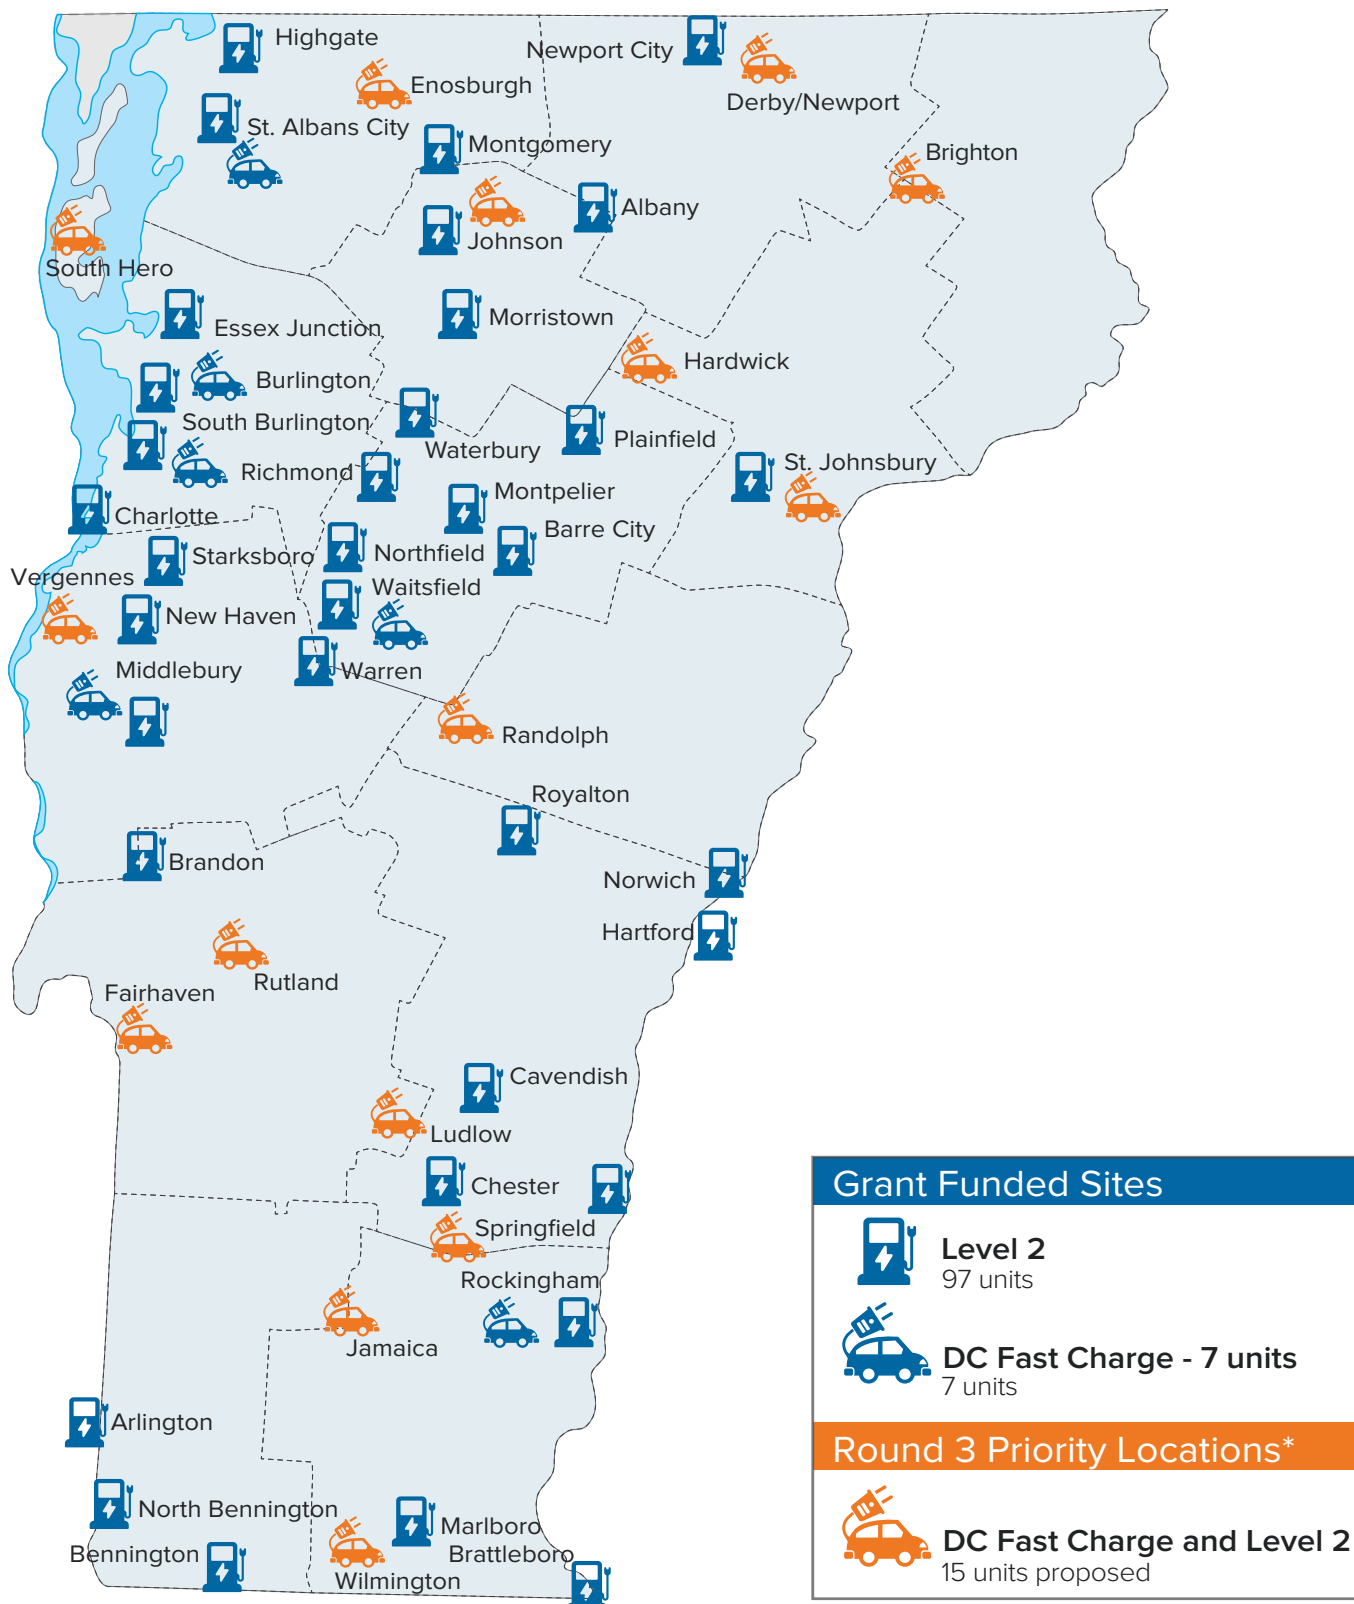 Highgate
Newport City
Enosburgh
Derby/Newport
St. Albans City
Montgomery
Brighton
Albany
Johnson
South Hero
Essex Junction
Morristown
Hardwick
Burlington
South Burlington
Plainfield
Waterbury
Richmond
St. Johnsbury
Montpelier
Charlotte
Barre City
Starksboro
Northfield
Vergennes
Waitsfield
New Haven
Middlebury
Warren
Randolph
Royalton
Brandon
Norwich
Hartford
Rutland
Fairhaven
Cavendish
Ludlow
Chester
Springfield
Rockingham
Jamaica
Arlington
North Bennington
Marlboro
Bennington
Brattleboro
Wilmington
Grant Funded Sites
Level 2
97 units
DC Fast Charge - 7 units
7 units
Round 3 Priority Locations*
DC Fast Charge and Level 2
15 units proposed